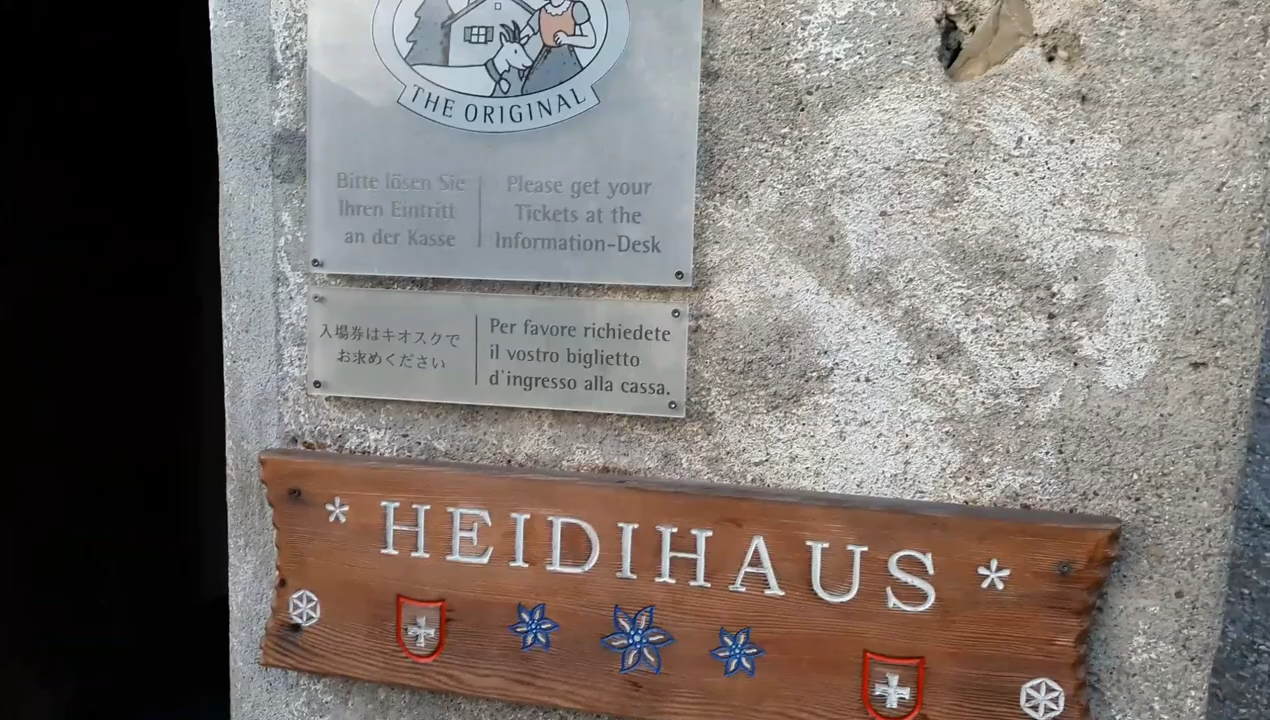 THE ORIGINAL
Bitte lösen Sie
Ihren Eintritt
an der Kasse
Please get your
Tickets at the
Information-Desk
入場券はキオスクで
お求めください
Per favore richiedete
il vostro biglietto
d'ingresso alla cassa.
* HEIDIHAUS *